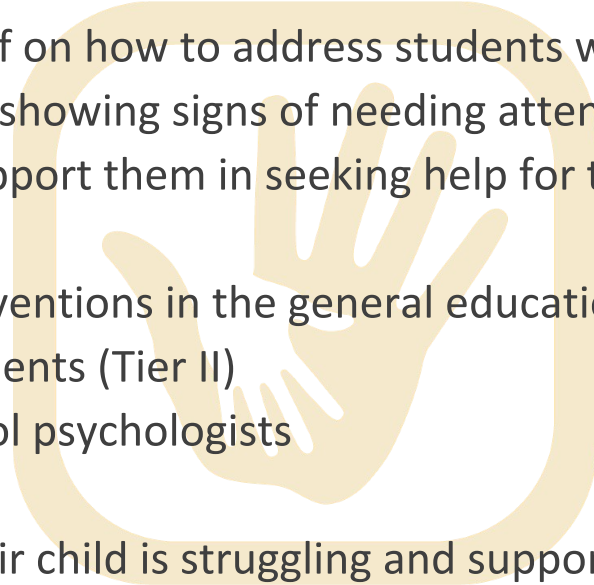 f on how to address students w
showing signs of needing atten
pport them in seeking help for t
ventions in the general educati
ents (Tier II)
ol psychologists
ir child is struggling and suppor